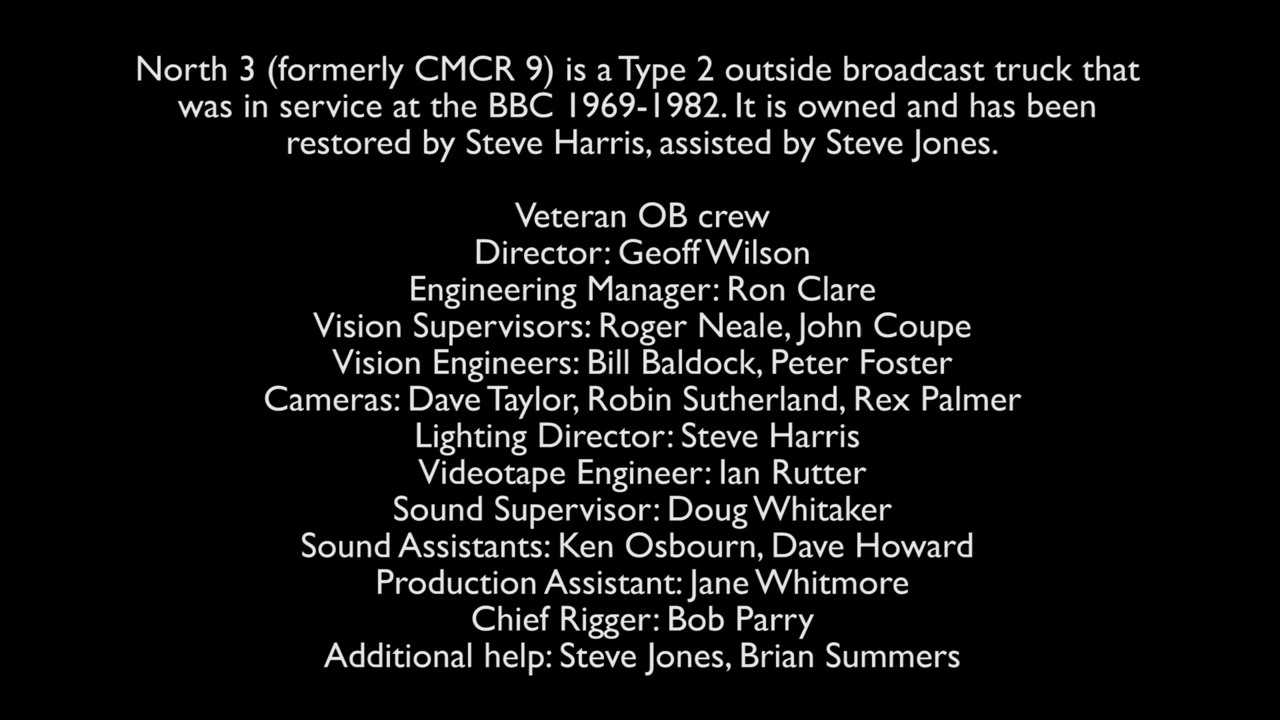 North 3 (formerly CMCR 9) is a Type 2 outside broadcast truck that
was in service at the BBC 1969-1982. It is owned and has been
restored by Steve Harris, assisted by Steve Jones.
Veteran OB crew
Director: Geoff Wilson
Engineering Manager: Ron Clare
Vision Supervisors: Roger Neale, John Coupe
Vision Engineers: Bill Baldock, Peter Foster
Cameras: Dave Taylor, Robin Sutherland, Rex Palmer
Lighting Director: Steve Harris
Videotape Engineer: Ian Rutter
Sound Supervisor: Doug Whitaker
Sound Assistants: Ken Osbourn, Dave Howard
Production Assistant: Jane Whitmore
Chief Rigger: Bob Parry
Additional help: Steve Jones, Brian Summers